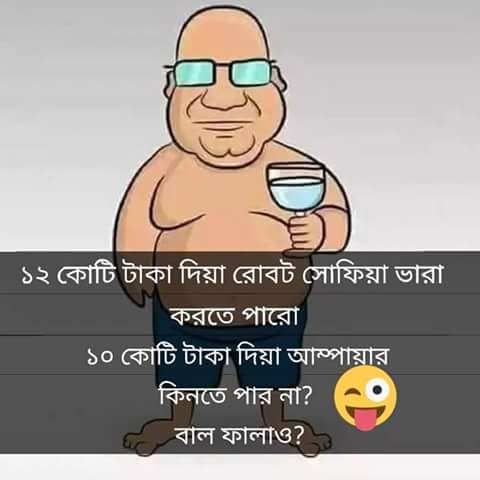 ১২ কোটি টাকা দিয়া রোবট সোফিয়া ভারা
করতে পারো
১০ কোটি টাকা দিয়া আম্পায়ার
কিনতে পার না?
বাল ফালাও?